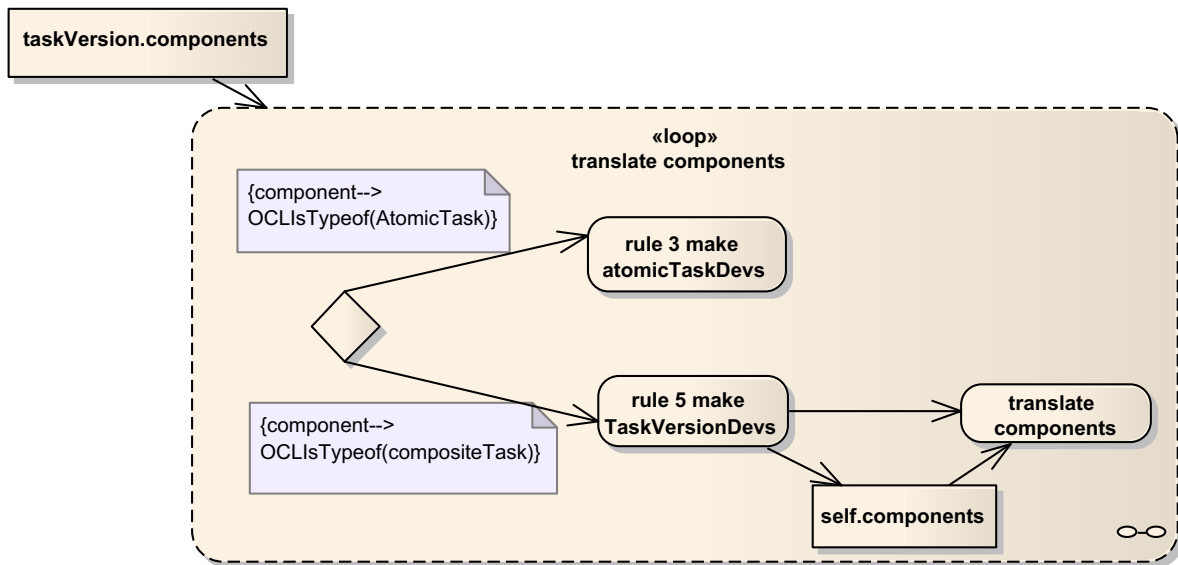 taskVersion.components
«loop»
translate components
{component-->
OCLIsTypeof(AtomicTask)}
rule 3 make
atomicTaskDevs
{component-->
OCLIsTypeof(compositeTask)}
rule 5 make
TaskVersionDevs
translate
components
self.components